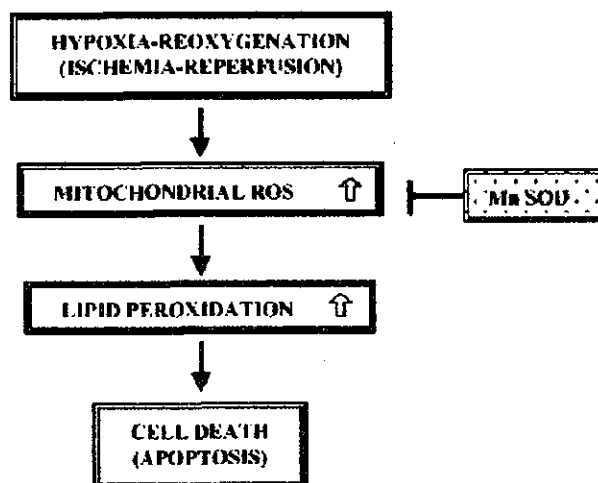 HYPOXIA-REOXYGENATION
(ISCHEMIA-REPERFUSION)
MITOCHONDRIAL ROS ⇧
Mn SOD
LIPID PEROXIDATION ⇧
CELL DEATH
(APOPTOSIS)